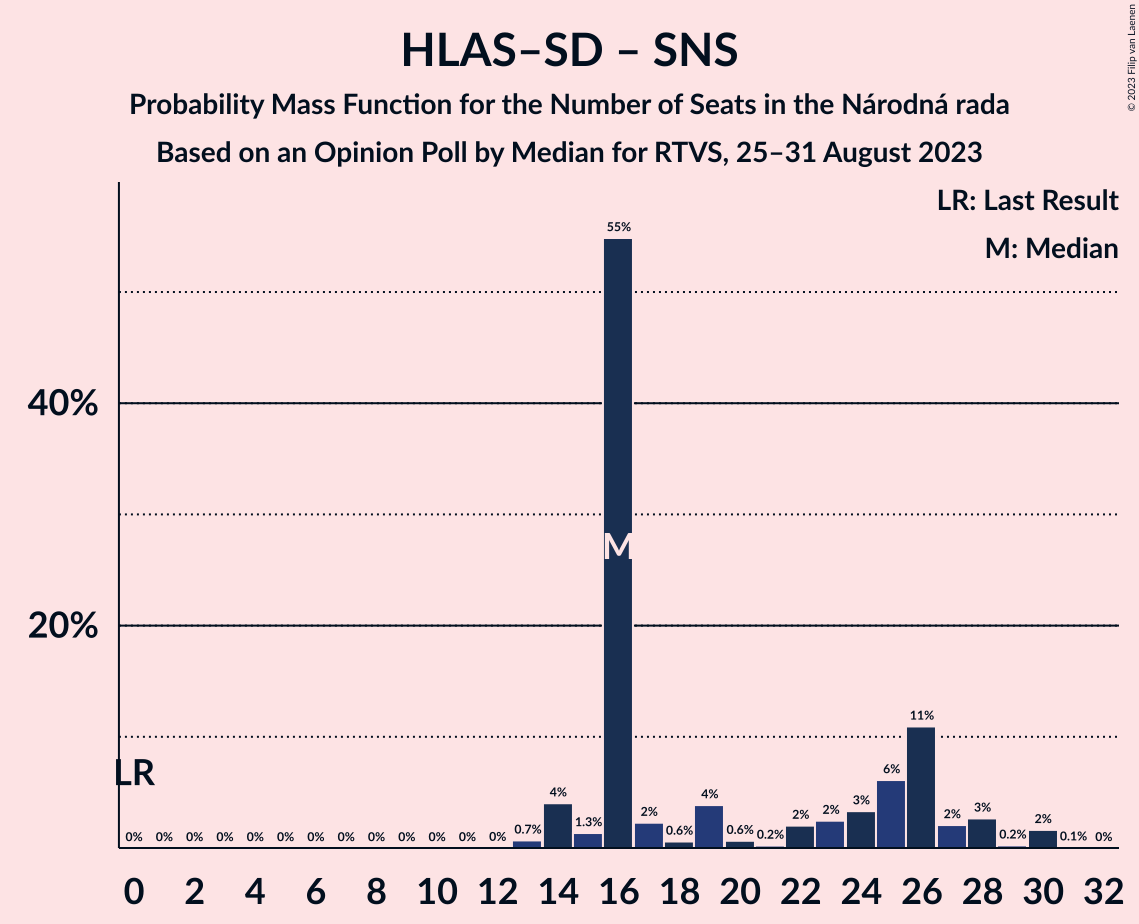 HLAS–SD – SNS
Probability Mass Function for the Number of Seats in the Národná rada
Based on an Opinion Poll by Median for RTVS, 25–31 August 2023
© 2023 Filip van Laenen
LR: Last Result
M: Median
40%
20%
LR
M
0% 0% 0% 0% 0% 0% 0% 0% 0% 0% 0% 0% 0% 0.7% 4% 1.3% 55% 2% 0.6% 4% 0.6% 0.2% 2% 2% 3% 6% 11% 2% 3% 0.2% 2% 0.1% 0%
0 2 4 6 8 10 12 14 16 18 20 22 24 26 28 30 32